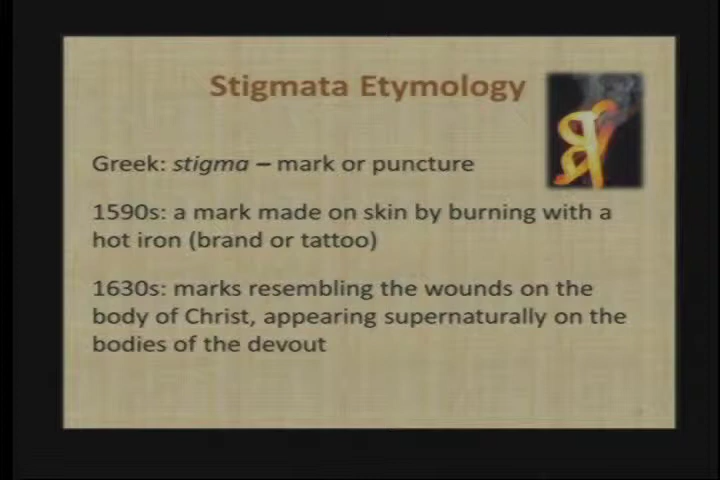 Stigmata Etymology
Greek: stigma – mark or puncture
1590s: a mark made on skin by burning with a
hot iron (brand or tattoo)
1630s: marks resembling the wounds on the
body of Christ, appearing supernaturally on the
bodies of the devout